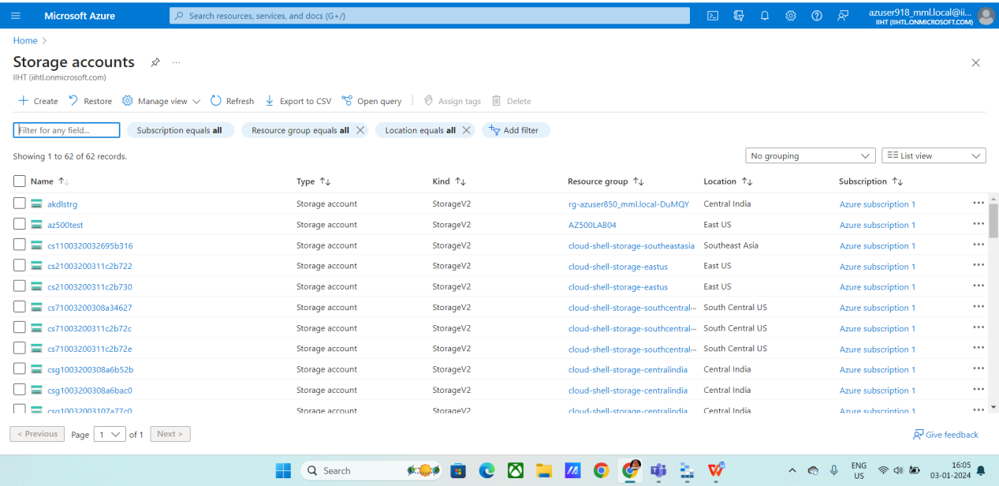 Microsoft Azure
Search resources, services, and docs (G+/)
azuser918_mml.local@ii...
IIHT (IIHTL.ONMICROSOFT.COM)
Home >
Storage accounts
IIHT (iihtl.onmicrosoft.com)
Create Restore Manage view Refresh Export to CSV Open query Assign tags Delete
Filter for any field... Subscription equals all Resource group equals all Location equals all Add filter
Showing 1 to 62 of 62 records.
No grouping List view
Name Type Kind Resource group Location Subscription
akdlstrg Storage account StorageV2 rg-azuser850_mml.local-DuMQY Central India Azure subscription 1
az500test Storage account StorageV2 AZ500LAB04 East US Azure subscription 1
cs1100320032695b316 Storage account StorageV2 cloud-shell-storage-southeastasia Southeast Asia Azure subscription 1
cs21003200311c2b722 Storage account StorageV2 cloud-shell-storage-eastus East US Azure subscription 1
cs21003200311c2b730 Storage account StorageV2 cloud-shell-storage-eastus East US Azure subscription 1
cs71003200308a34627 Storage account StorageV2 cloud-shell-storage-southcentral... South Central US Azure subscription 1
cs71003200311c2b72c Storage account StorageV2 cloud-shell-storage-southcentral... South Central US Azure subscription 1
cs71003200311c2b72e Storage account StorageV2 cloud-shell-storage-southcentral... South Central US Azure subscription 1
csg1003200308a6b52b Storage account StorageV2 cloud-shell-storage-centralindia Central India Azure subscription 1
csg1003200308a6bac0 Storage account StorageV2 cloud-shell-storage-centralindia Central India Azure subscription 1
csg10032003107a77c0 Storage account StorageV2 cloud-shell-storage-centralindia Central India Azure subscription 1
< Previous Page 1 of 1 Next >
Give feedback
Search
ENG
US
16:05
03-01-2024